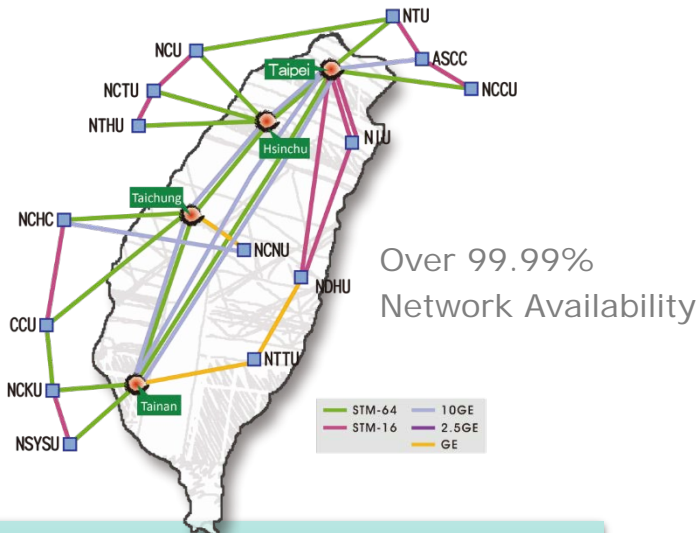 NTU
NCU
ASCC
Taipei
NCTU
NCCU
NTHU
NIU
Hsinchu
Taichung
NCHC
NCNU
Over 99.99%
NDHU
Network Availability
CCU
NTTU
NCKU
Tainan
STM-64 10GE
STM-16 2.5GE
GE
NSYSU